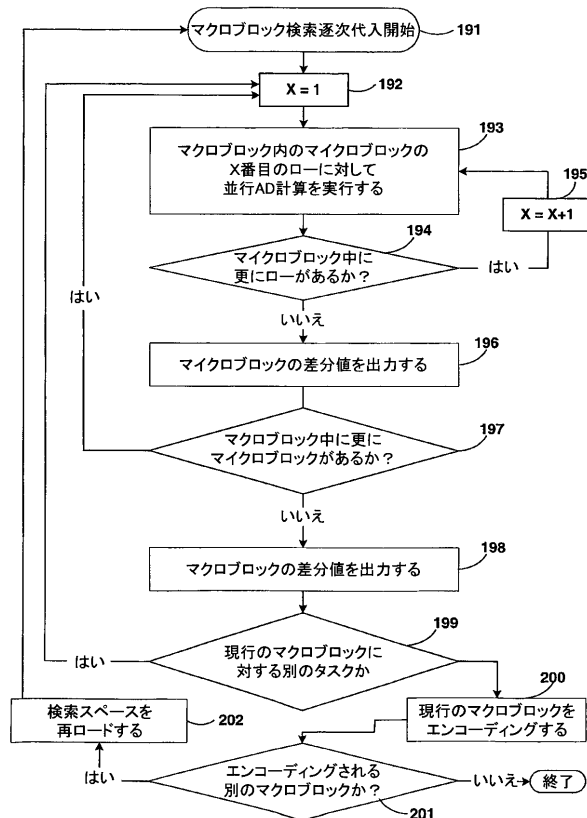 マクロブロック検索逐次代入開始
191
X = 1
192
193
マクロブロック内のマイクロブロックの
X番目のローに対して
並行AD計算を実行する
195
X = X+1
194
マイクロブロック中に
更にローがあるか？
はい
はい
いいえ
196
マイクロブロックの差分値を出力する
197
マクロブロック中に更に
マイクロブロックがあるか？
いいえ
198
マクロブロックの差分値を出力する
199
現行のマクロブロックに
対する別のタスクか
はい
200
現行のマクロブロックを
エンコーディングする
検索スペースを
再ロードする
202
エンコーディングされる
別のマクロブロックか？
はい
いいえ
終了
201